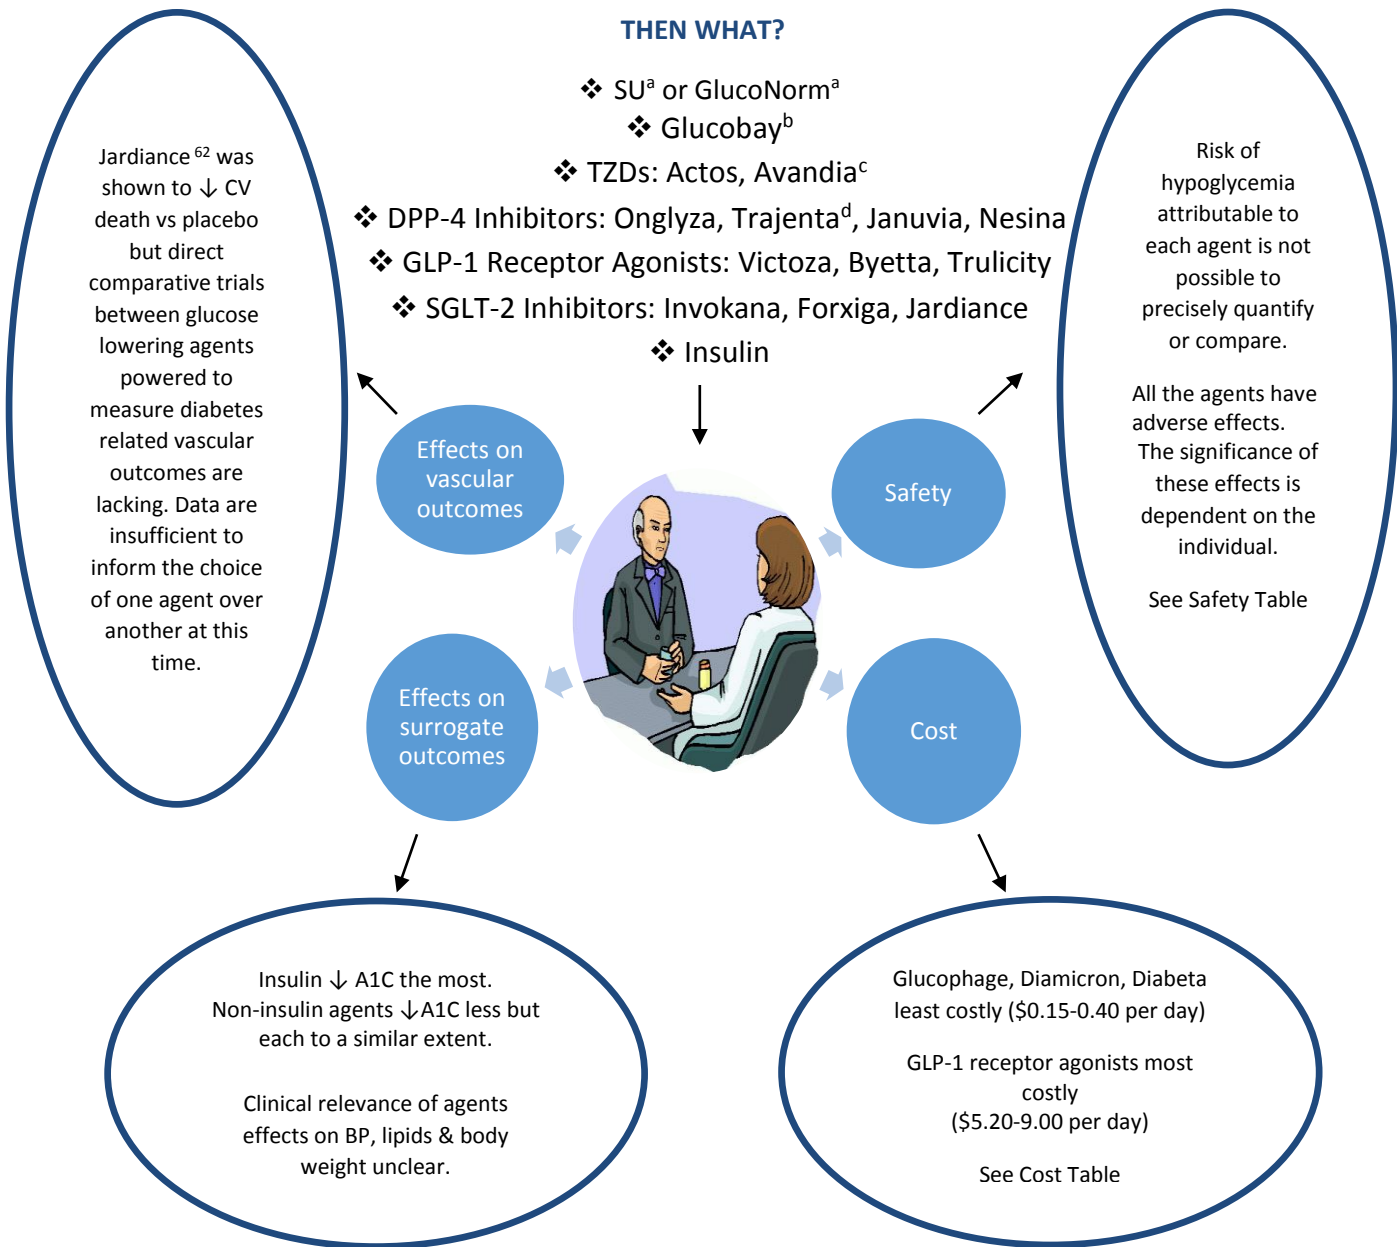 THEN WHAT?
❖ SUᵃ or GlucoNormᵃ
❖ Glucobayᵇ
❖ TZDs: Actos, Avandiaᶜ
❖ DPP-4 Inhibitors: Onglyza, Trajentaᵈ, Januvia, Nesina
❖ GLP-1 Receptor Agonists: Victoza, Byetta, Trulicity
❖ SGLT-2 Inhibitors: Invokana, Forxiga, Jardiance
❖ Insulin
Jardiance ⁶² was
shown to ↓ CV
death vs placebo
but direct
comparative trials
between glucose
lowering agents
powered to
measure diabetes
related vascular
outcomes are
lacking. Data are
insufficient to
inform the choice
of one agent over
another at this
time.
Risk of
hypoglycemia
attributable to
each agent is not
possible to
precisely quantify
or compare.
All the agents have
adverse effects.
The significance of
these effects is
dependent on the
individual.
See Safety Table
Effects on
vascular
outcomes
Safety
Effects on
surrogate
outcomes
Cost
Insulin ↓ A1C the most.
Non-insulin agents ↓A1C less but
each to a similar extent.
Clinical relevance of agents
effects on BP, lipids & body
weight unclear.
Glucophage, Diamicron, Diabeta
least costly ($0.15-0.40 per day)
GLP-1 receptor agonists most
costly
($5.20-9.00 per day)
See Cost Table